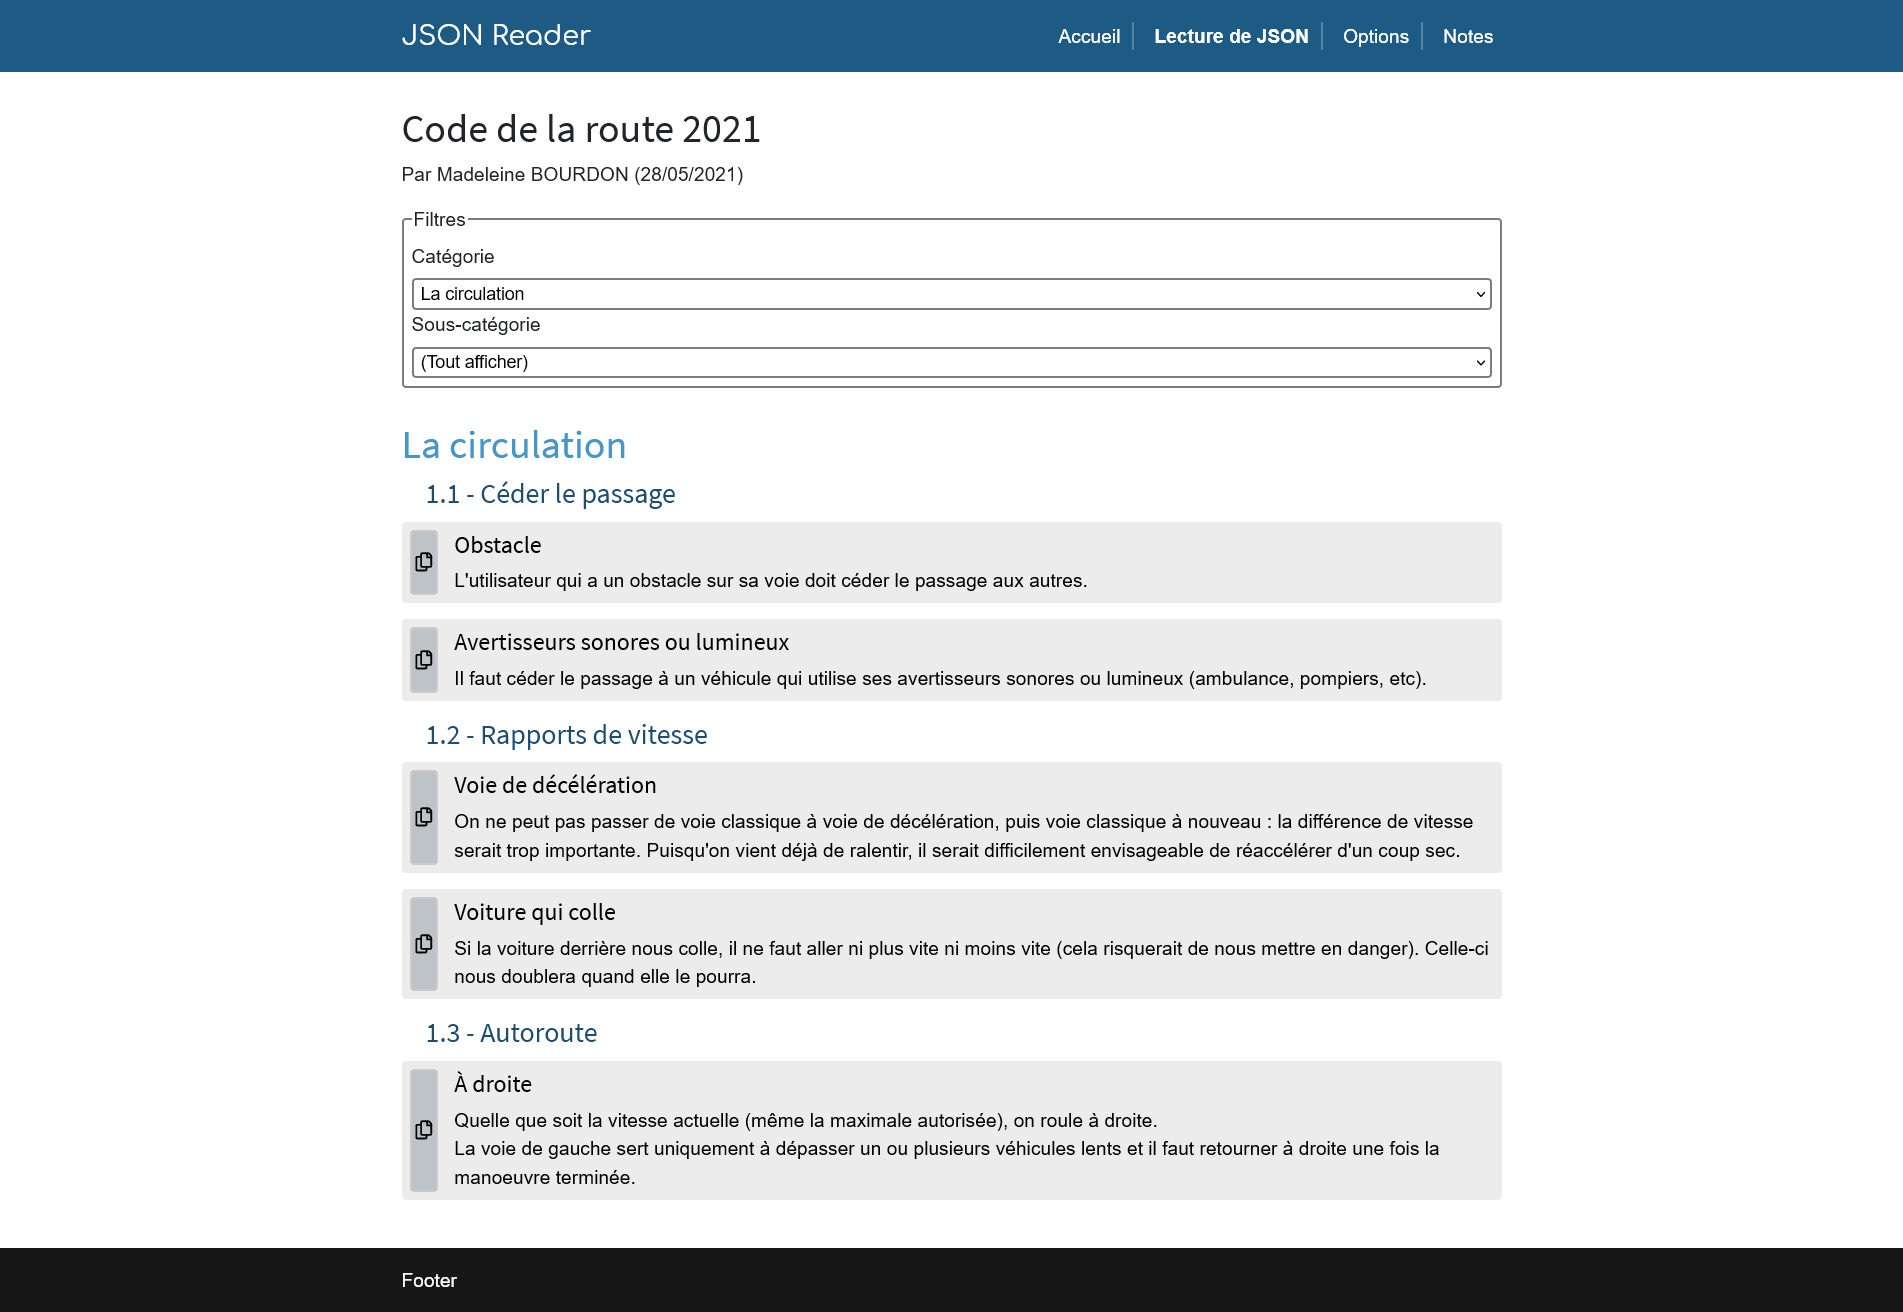 JSON Reader
Accueil
Lecture de JSON
Options
Notes
Code de la route 2021
Par Madeleine BOURDON (28/05/2021)
Filtres
Catégorie
La circulation
Sous-catégorie
(Tout afficher)
La circulation
1.1 - Céder le passage
Obstacle
L'utilisateur qui a un obstacle sur sa voie doit céder le passage aux autres.
Avertisseurs sonores ou lumineux
Il faut céder le passage à un véhicule qui utilise ses avertisseurs sonores ou lumineux (ambulance, pompiers, etc).
1.2 - Rapports de vitesse
Voie de décélération
On ne peut pas passer de voie classique à voie de décélération, puis voie classique à nouveau : la différence de vitesse
serait trop importante. Puisqu'on vient déjà de ralentir, il serait difficilement envisageable de réaccélérer d'un coup sec.
Voiture qui colle
Si la voiture derrière nous colle, il ne faut aller ni plus vite ni moins vite (cela risquerait de nous mettre en danger). Celle-ci
nous doublera quand elle le pourra.
1.3 - Autoroute
À droite
Quelle que soit la vitesse actuelle (même la maximale autorisée), on roule à droite.
La voie de gauche sert uniquement à dépasser un ou plusieurs véhicules lents et il faut retourner à droite une fois la
manoeuvre terminée.
Footer